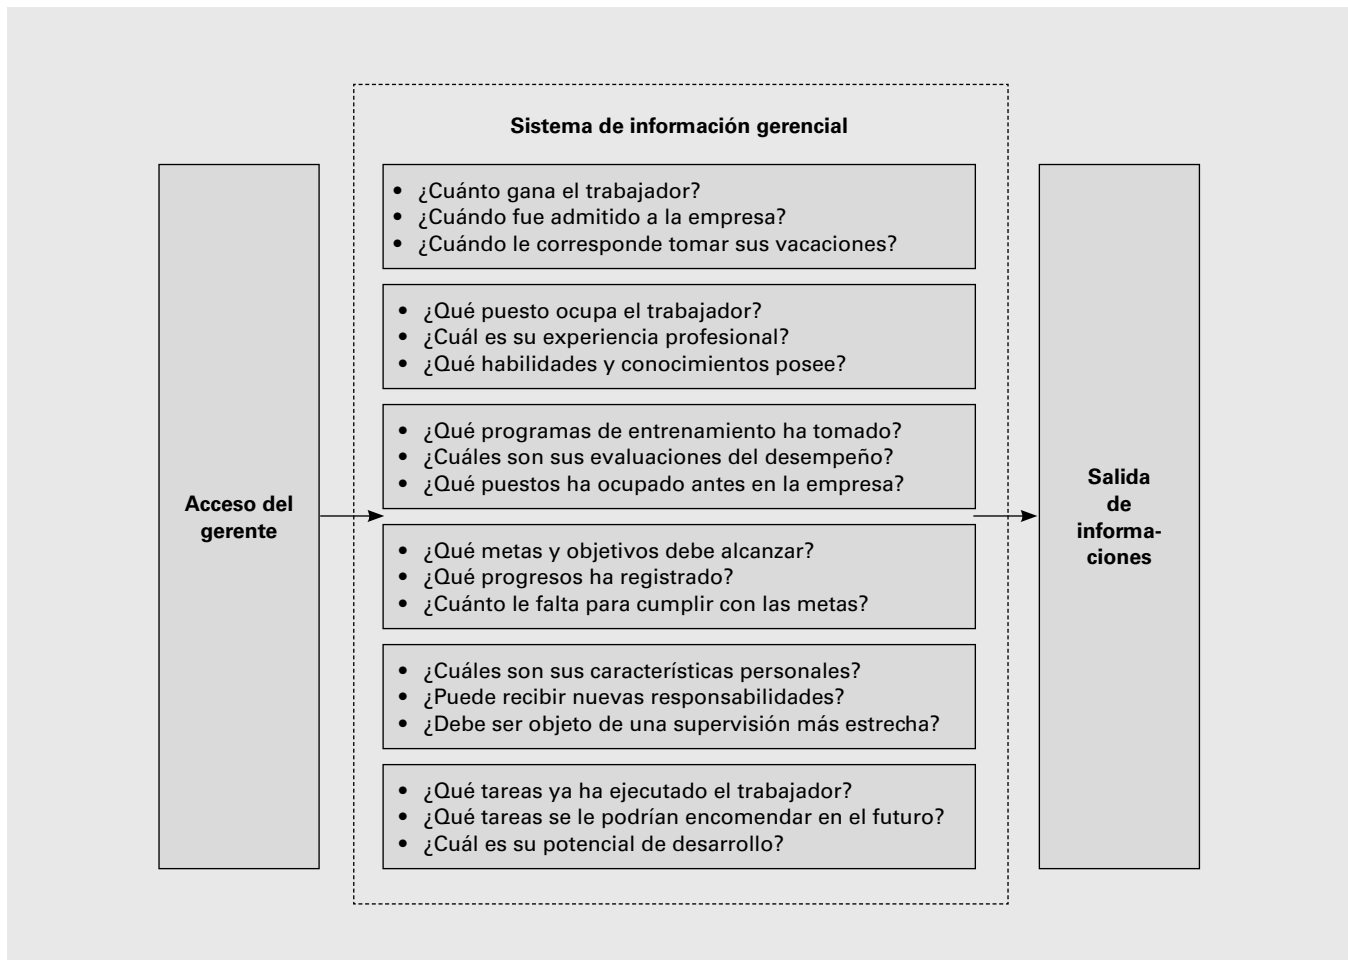 Sistema de información gerencial
Acceso del
gerente
• ¿Cuánto gana el trabajador?
• ¿Cuándo fue admitido a la empresa?
• ¿Cuándo le corresponde tomar sus vacaciones?
• ¿Qué puesto ocupa el trabajador?
• ¿Cuál es su experiencia profesional?
• ¿Qué habilidades y conocimientos posee?
• ¿Qué programas de entrenamiento ha tomado?
• ¿Cuáles son sus evaluaciones del desempeño?
• ¿Qué puestos ha ocupado antes en la empresa?
• ¿Qué metas y objetivos debe alcanzar?
• ¿Qué progresos ha registrado?
• ¿Cuánto le falta para cumplir con las metas?
• ¿Cuáles son sus característicás personales?
• ¿Puede recibir nuevas responsabilidades?
• ¿Debe ser objeto de una supervisión más estrecha?
• ¿Qué tareas ya ha ejecutado el trabajador?
• ¿Qué tareas se le podrían encomendar en el futuro?
• ¿Cuál es su potencial de desarrollo?
Salida
de
informa-
ciones